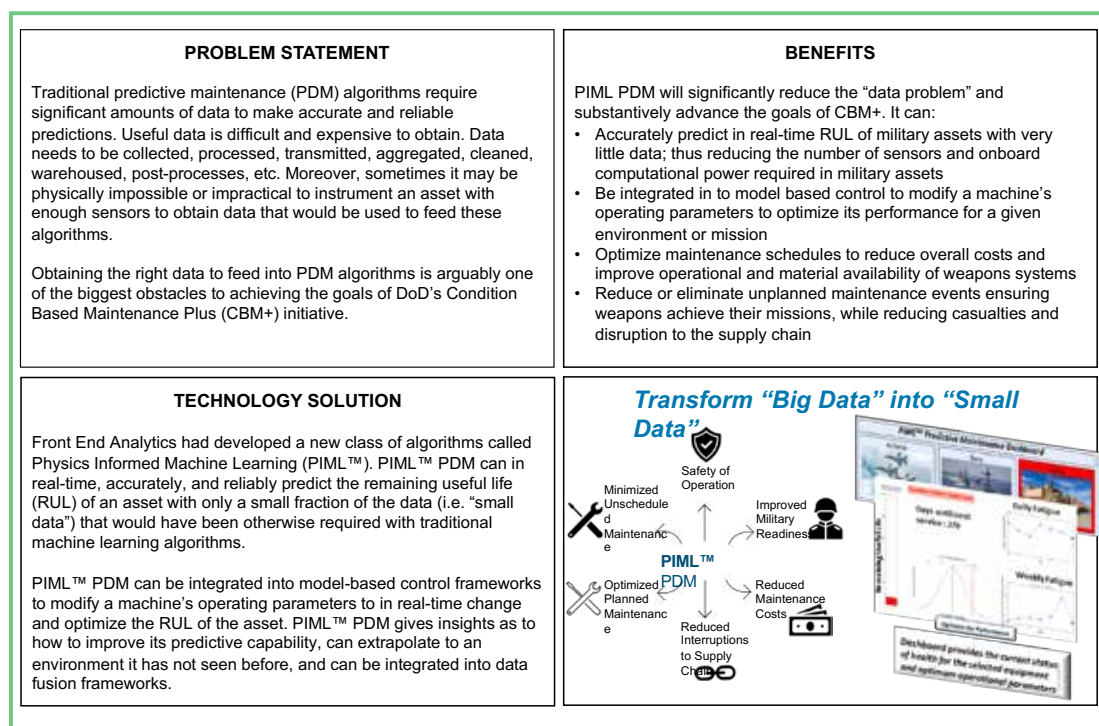 PROBLEM STATEMENT
Traditional predictive maintenance (PDM) algorithms require
significant amounts of data to make accurate and reliable
predictions. Useful data is difficult and expensive to obtain. Data
needs to be collected, processed, transmitted, aggregated, cleaned,
warehoused, post-processes, etc. Moreover, sometimes it may be
physically impossible or impractical to instrument an asset with
enough sensors to obtain data that would be used to feed these
algorithms.
Obtaining the right data to feed into PDM algorithms is arguably one
of the biggest obstacles to achieving the goals of DoD's Condition
Based Maintenance Plus (CBM+) initiative.
BENEFITS
PIML PDM will significantly reduce the “data problem” and
substantively advance the goals of CBM+. It can:
• Accurately predict in real-time RUL of military assets with very
little data; thus reducing the number of sensors and onboard
computational power required in military assets
• Be integrated in to model based control to modify a machine's
operating parameters to optimize its performance for a given
environment or mission
• Optimize maintenance schedules to reduce overall costs and
improve operational and material availability of weapons systems
• Reduce or eliminate unplanned maintenance events ensuring
weapons achieve their missions, while reducing casualties and
disruption to the supply chain
TECHNOLOGY SOLUTION
Front End Analytics had developed a new class of algorithms called
Physics Informed Machine Learning (PIML™). PIML™ PDM can in
real-time, accurately, and reliably predict the remaining useful life
(RUL) of an asset with only a small fraction of the data (i.e. “small
data”) that would have been otherwise required with traditional
machine learning algorithms.
PIML™ PDM can be integrated into model-based control frameworks
to modify a machine's operating parameters to in real-time change
and optimize the RUL of the asset. PIML™ PDM gives insights as to
how to improve its predictive capability, can extrapolate to an
environment it has not seen before, and can be integrated into data
fusion frameworks.
Transform “Big Data” into “Small
Data”
Safety of
Operation
Minimized
Unschedule
d
Maintenanc
e
Improved
Military
Readiness
PIML™
PDM
Optimized
Planned
Maintenanc
e
Reduced
Maintenance
Costs
Reduced
Interruptions
to Supply
Chain
PIML™ Predictive Maintenance Dashboard
Days until end
service : 279
Daily Fatigue
Weekly Fatigue
Dashboard provides the current status
of health for the selected equipment
and optimum operational parameters